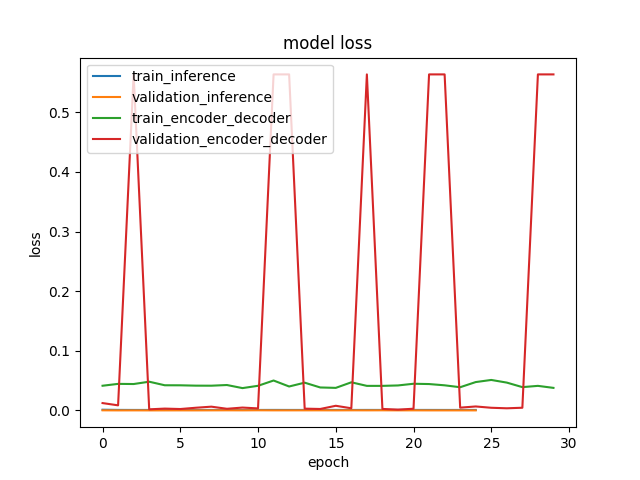 model loss
train_inference
validation_inference
train_encoder_decoder
validation_encoder_decoder
loss
0.5
0.4
0.3
0.2
0.1
0.0
0 5 10 15 20 25 30
epoch